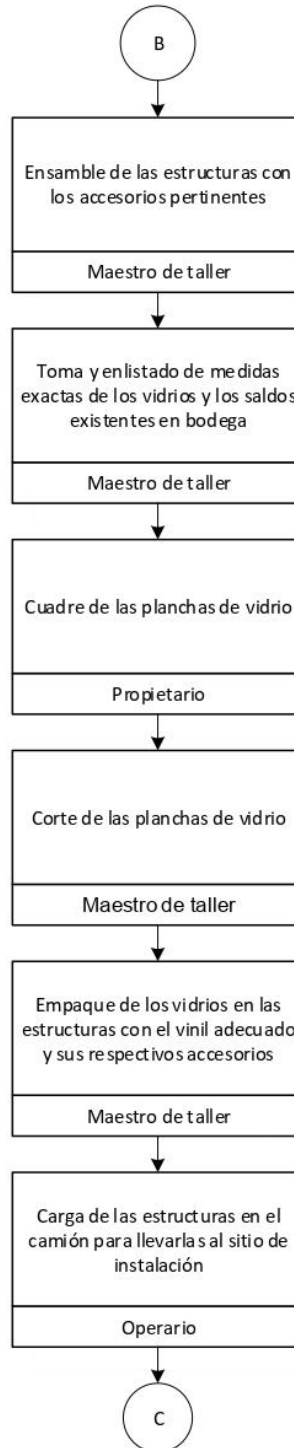 B
Ensamble de las estructuras con
los accesorios pertinentes
Maestro de taller
Toma y enlistado de medidas
exactas de los vidrios y los saldos
existentes en bodega
Maestro de taller
Cuadre de las planchas de vidrio
Propietario
Corte de las planchas de vidrio
Maestro de taller
Empaque de los vidrios en las
estructuras con el vinil adecuado
y sus respectivos accesorios
Maestro de taller
Carga de las estructuras en el
camión para llevarlas al sitio de
instalación
Operario
C